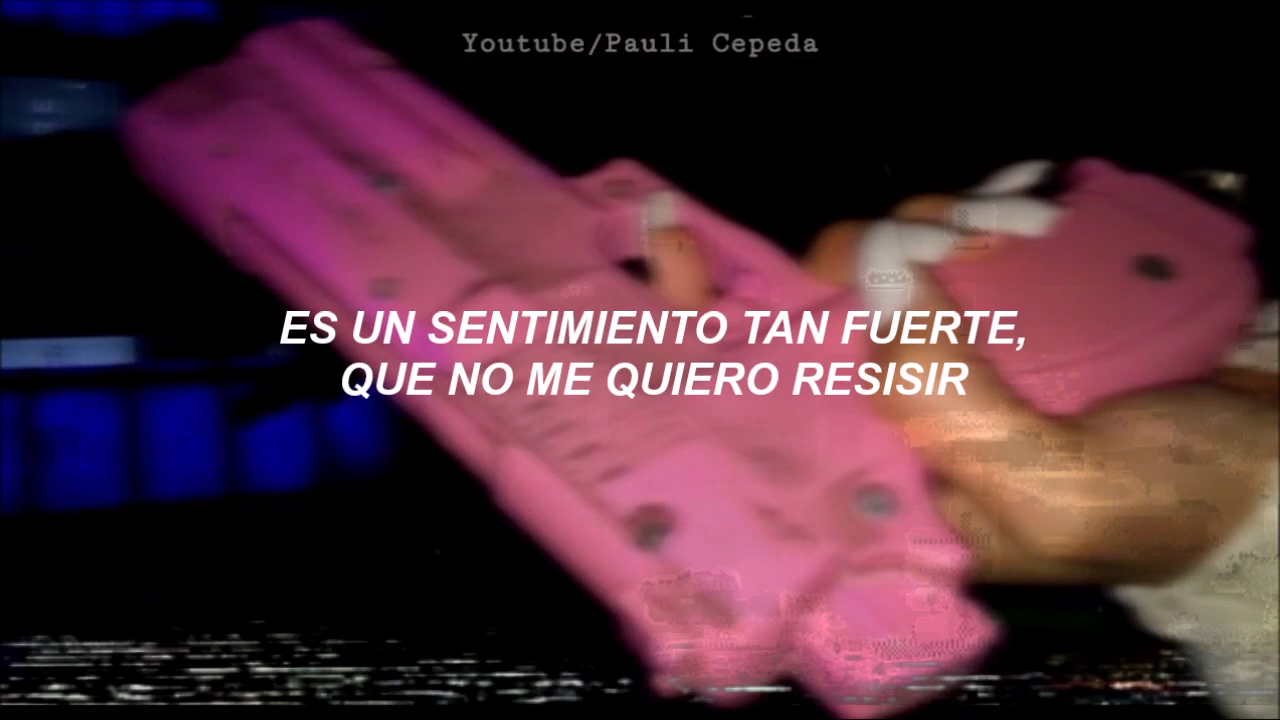 Youtube/Pauli Cepeda
ES UN SENTIMIENTO TAN FUERTE,
QUE NO ME QUIERO RESISIR